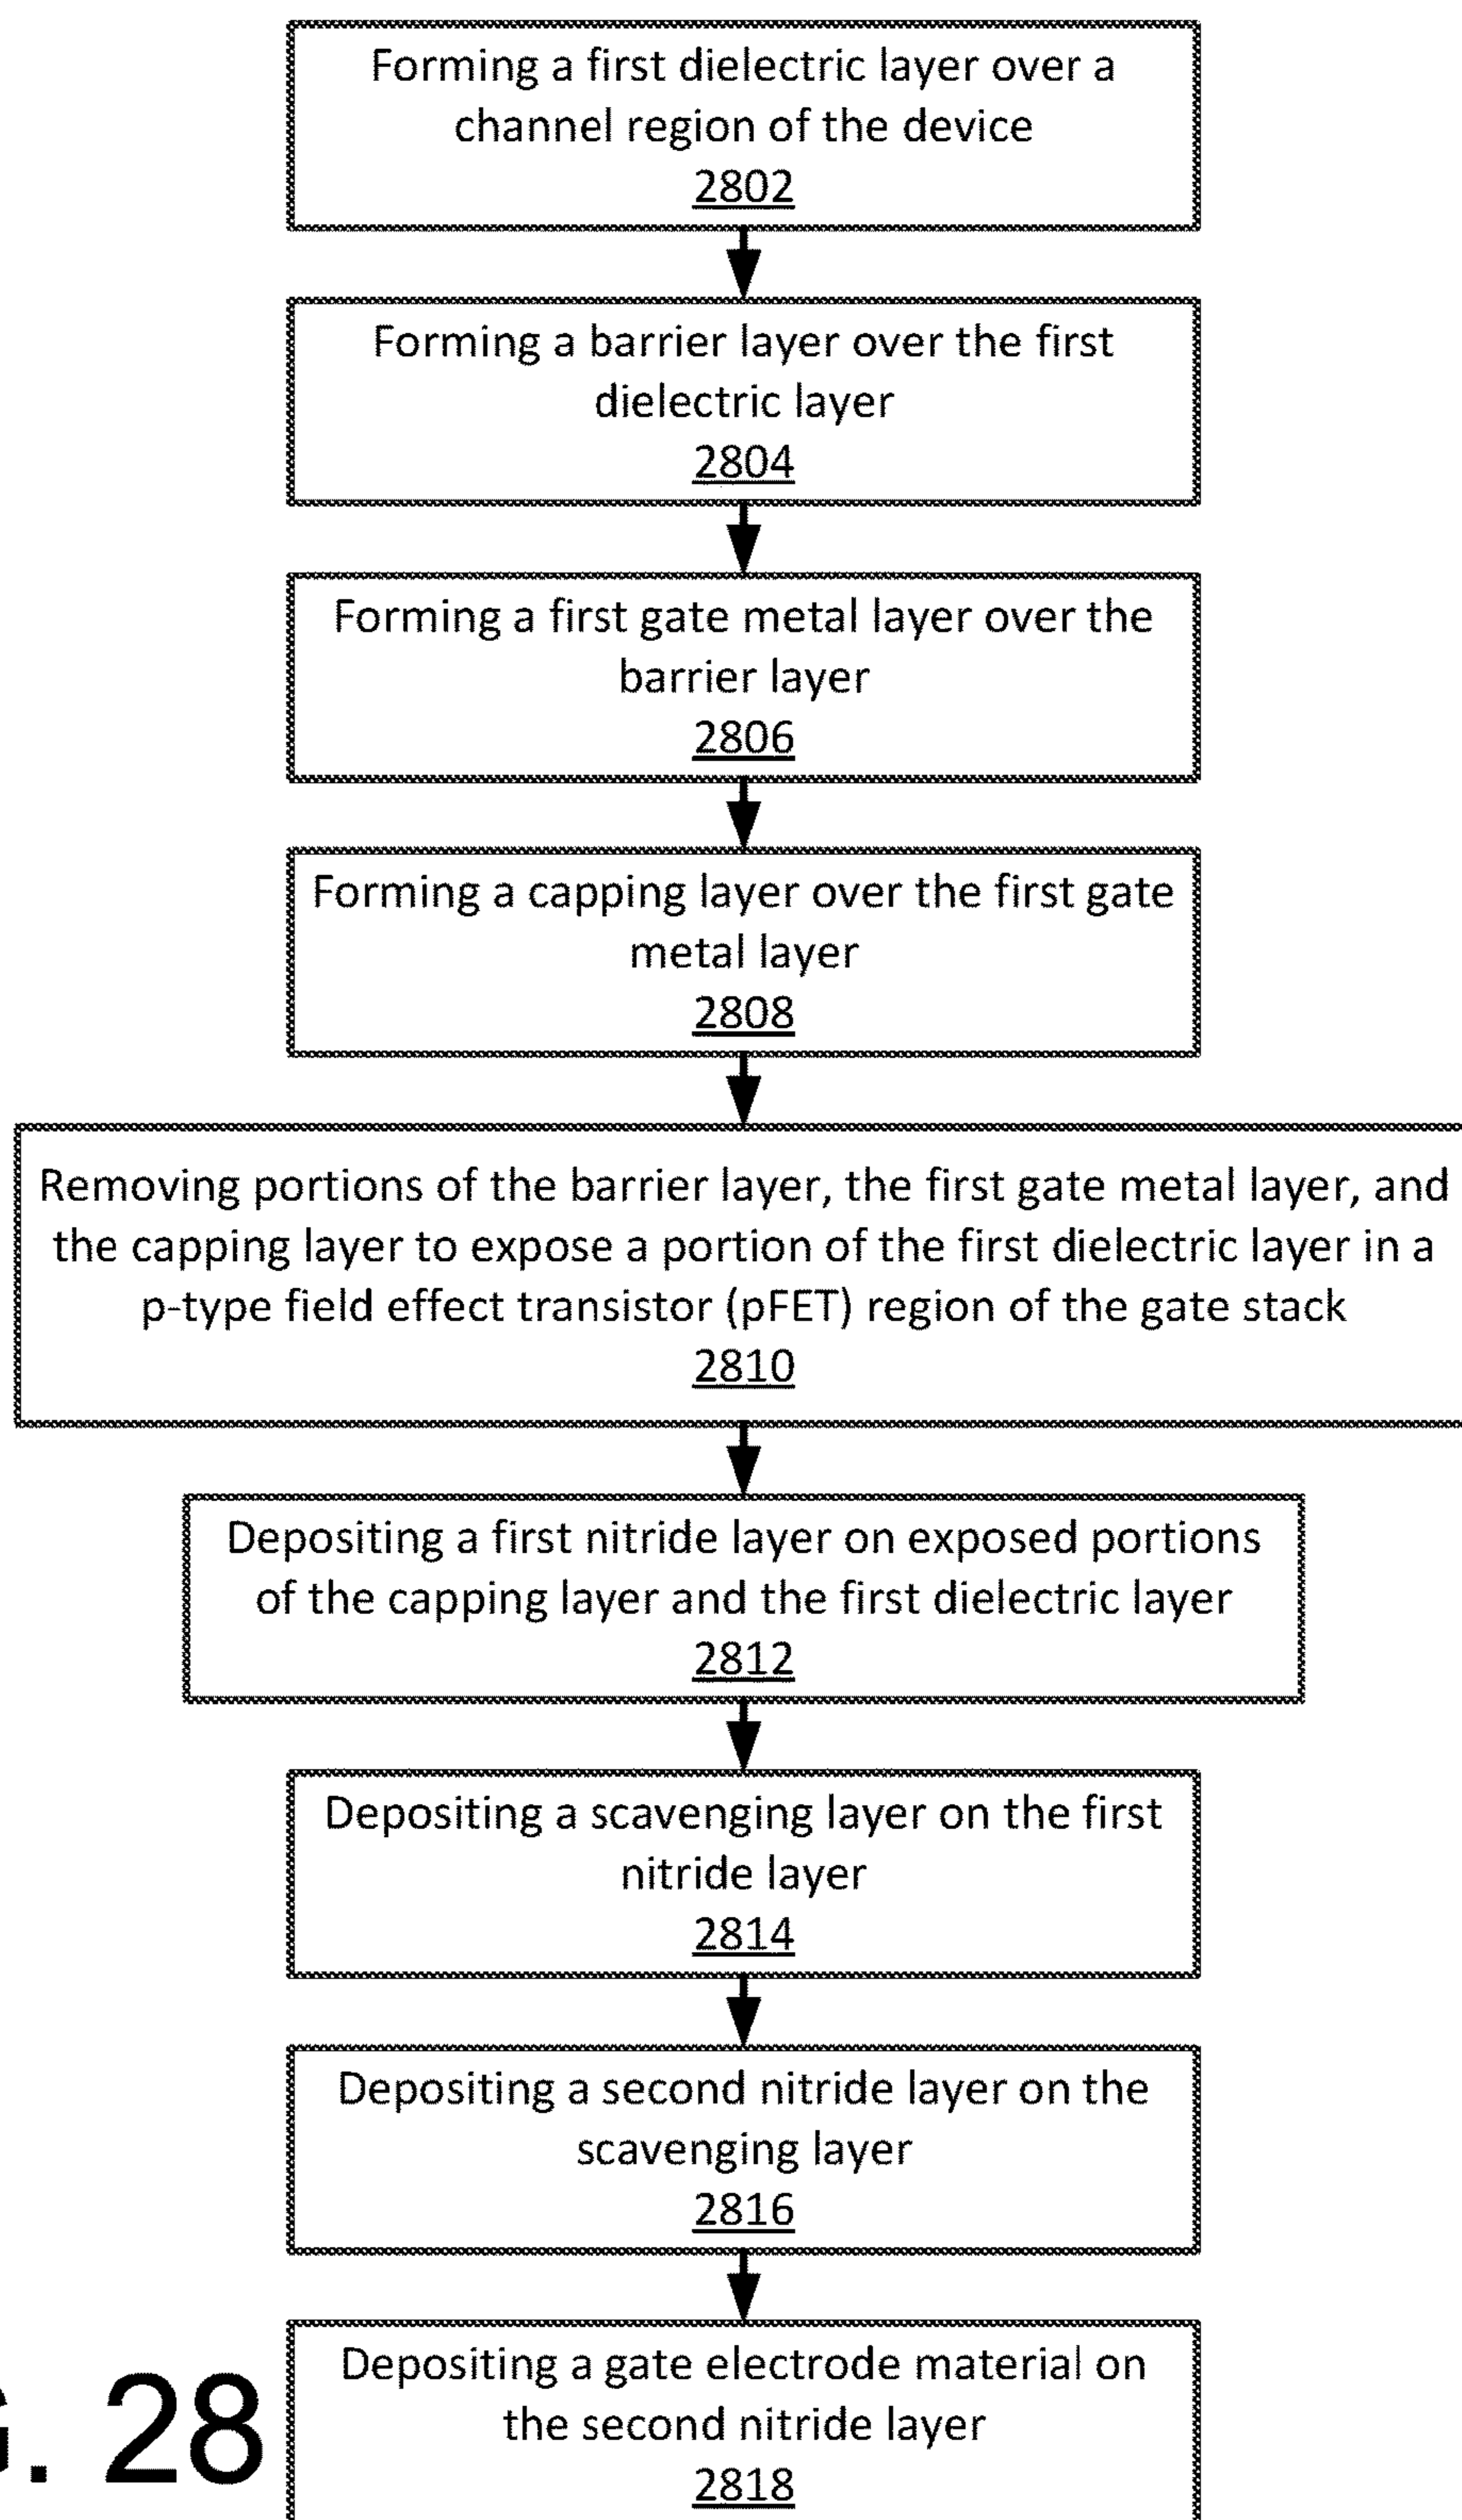 Forming a first dielectric layer over a
channel region of the device
2802
Forming a barrier layer over the first
dielectric layer
2804
Forming a first gate metal layer over the
barrier layer
2806
Forming a capping layer over the first gate
metal layer
2808
Removing portions of the barrier layer, the first gate metal layer, and
the capping layer to expose a portion of the first dielectric layer in a
p-type field effect transistor (pFET) region of the gate stack
2810
Depositing a first nitride layer on exposed portions
of the capping layer and the first dielectric layer
2812
Depositing a scavenging layer on the first
nitride layer
2814
Depositing a second nitride layer on the
scavenging layer
2816
Depositing a gate electrode material on
the second nitride layer
2818
. 28